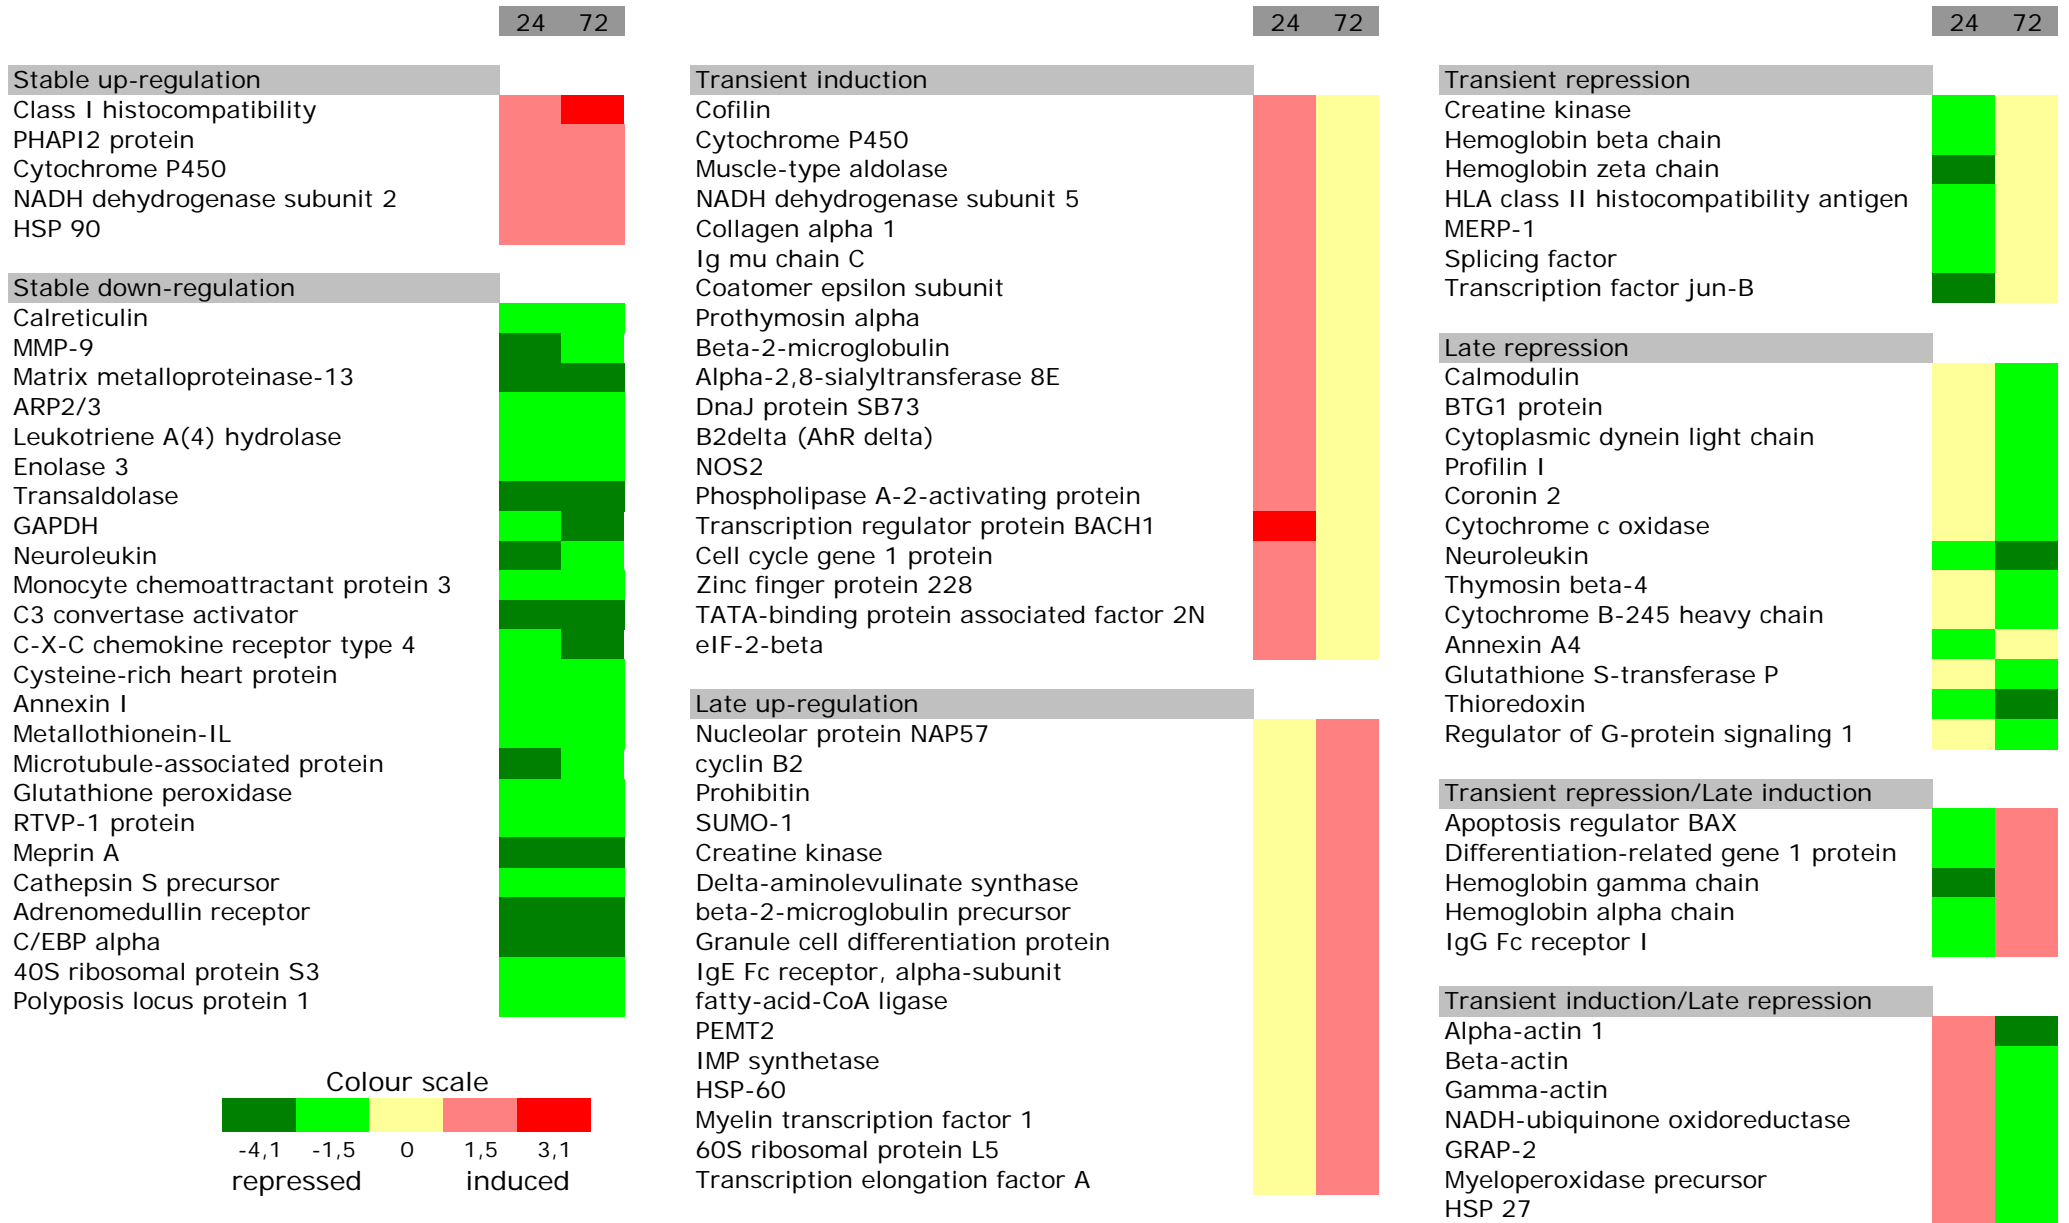 24 72
Stable up-regulation
Class I histocompatibility
PHAPI2 protein
Cytochrome P450
NADH dehydrogenase subunit 2
HSP 90
Stable down-regulation
Calreticulin
MMP-9
Matrix metalloproteinase-13
ARP2/3
Leukotriene A(4) hydrolase
Enolase 3
Transaldolase
GAPDH
Neuroleukin
Monocyte chemoattractant protein 3
C3 convertase activator
C-X-C chemokine receptor type 4
Cysteine-rich heart protein
Annexin I
Metallothionein-IL
Microtubule-associated protein
Glutathione peroxidase
RTVP-1 protein
Meprin A
Cathepsin S precursor
Adrenomedullin receptor
C/EBP alpha
40S ribosomal protein S3
Polyposis locus protein 1
Colour scale
-4,1 -1,5 0 1,5 3,1
repressed induced
24 72
Transient induction
Cofilin
Cytochrome P450
Muscle-type aldolase
NADH dehydrogenase subunit 5
Collagen alpha 1
Ig mu chain C
Coatomer epsilon subunit
Prothymosin alpha
Beta-2-microglobulin
Alpha-2,8-sialyltransferase 8E
DnaJ protein SB73
B2delta (AhR delta)
NOS2
Phospholipase A-2-activating protein
Transcription regulator protein BACH1
Cell cycle gene 1 protein
Zinc finger protein 228
TATA-binding protein associated factor 2N
eIF-2-beta
Late up-regulation
Nucleolar protein NAP57
cyclin B2
Prohibitin
SUMO-1
Creatine kinase
Delta-aminolevulinate synthase
beta-2-microglobulin precursor
Granule cell differentiation protein
IgE Fc receptor, alpha-subunit
fatty-acid-CoA ligase
PEMT2
IMP synthetase
HSP-60
Myelin transcription factor 1
60S ribosomal protein L5
Transcription elongation factor A
24 72
Transient repression
Creatine kinase
Hemoglobin beta chain
Hemoglobin zeta chain
HLA class II histocompatibility antigen
MERP-1
Splicing factor
Transcription factor jun-B
Late repression
Calmodulin
BTG1 protein
Cytoplasmic dynein light chain
Profilin I
Coronin 2
Cytochrome c oxidase
Neuroleukin
Thymosin beta-4
Cytochrome B-245 heavy chain
Annexin A4
Glutathione S-transferase P
Thioredoxin
Regulator of G-protein signaling 1
Transient repression/Late induction
Apoptosis regulator BAX
Differentiation-related gene 1 protein
Hemoglobin gamma chain
Hemoglobin alpha chain
IgG Fc receptor I
Transient induction/Late repression
Alpha-actin 1
Beta-actin
Gamma-actin
NADH-ubiquinone oxidoreductase
GRAP-2
Myeloperoxidase precursor
HSP 27